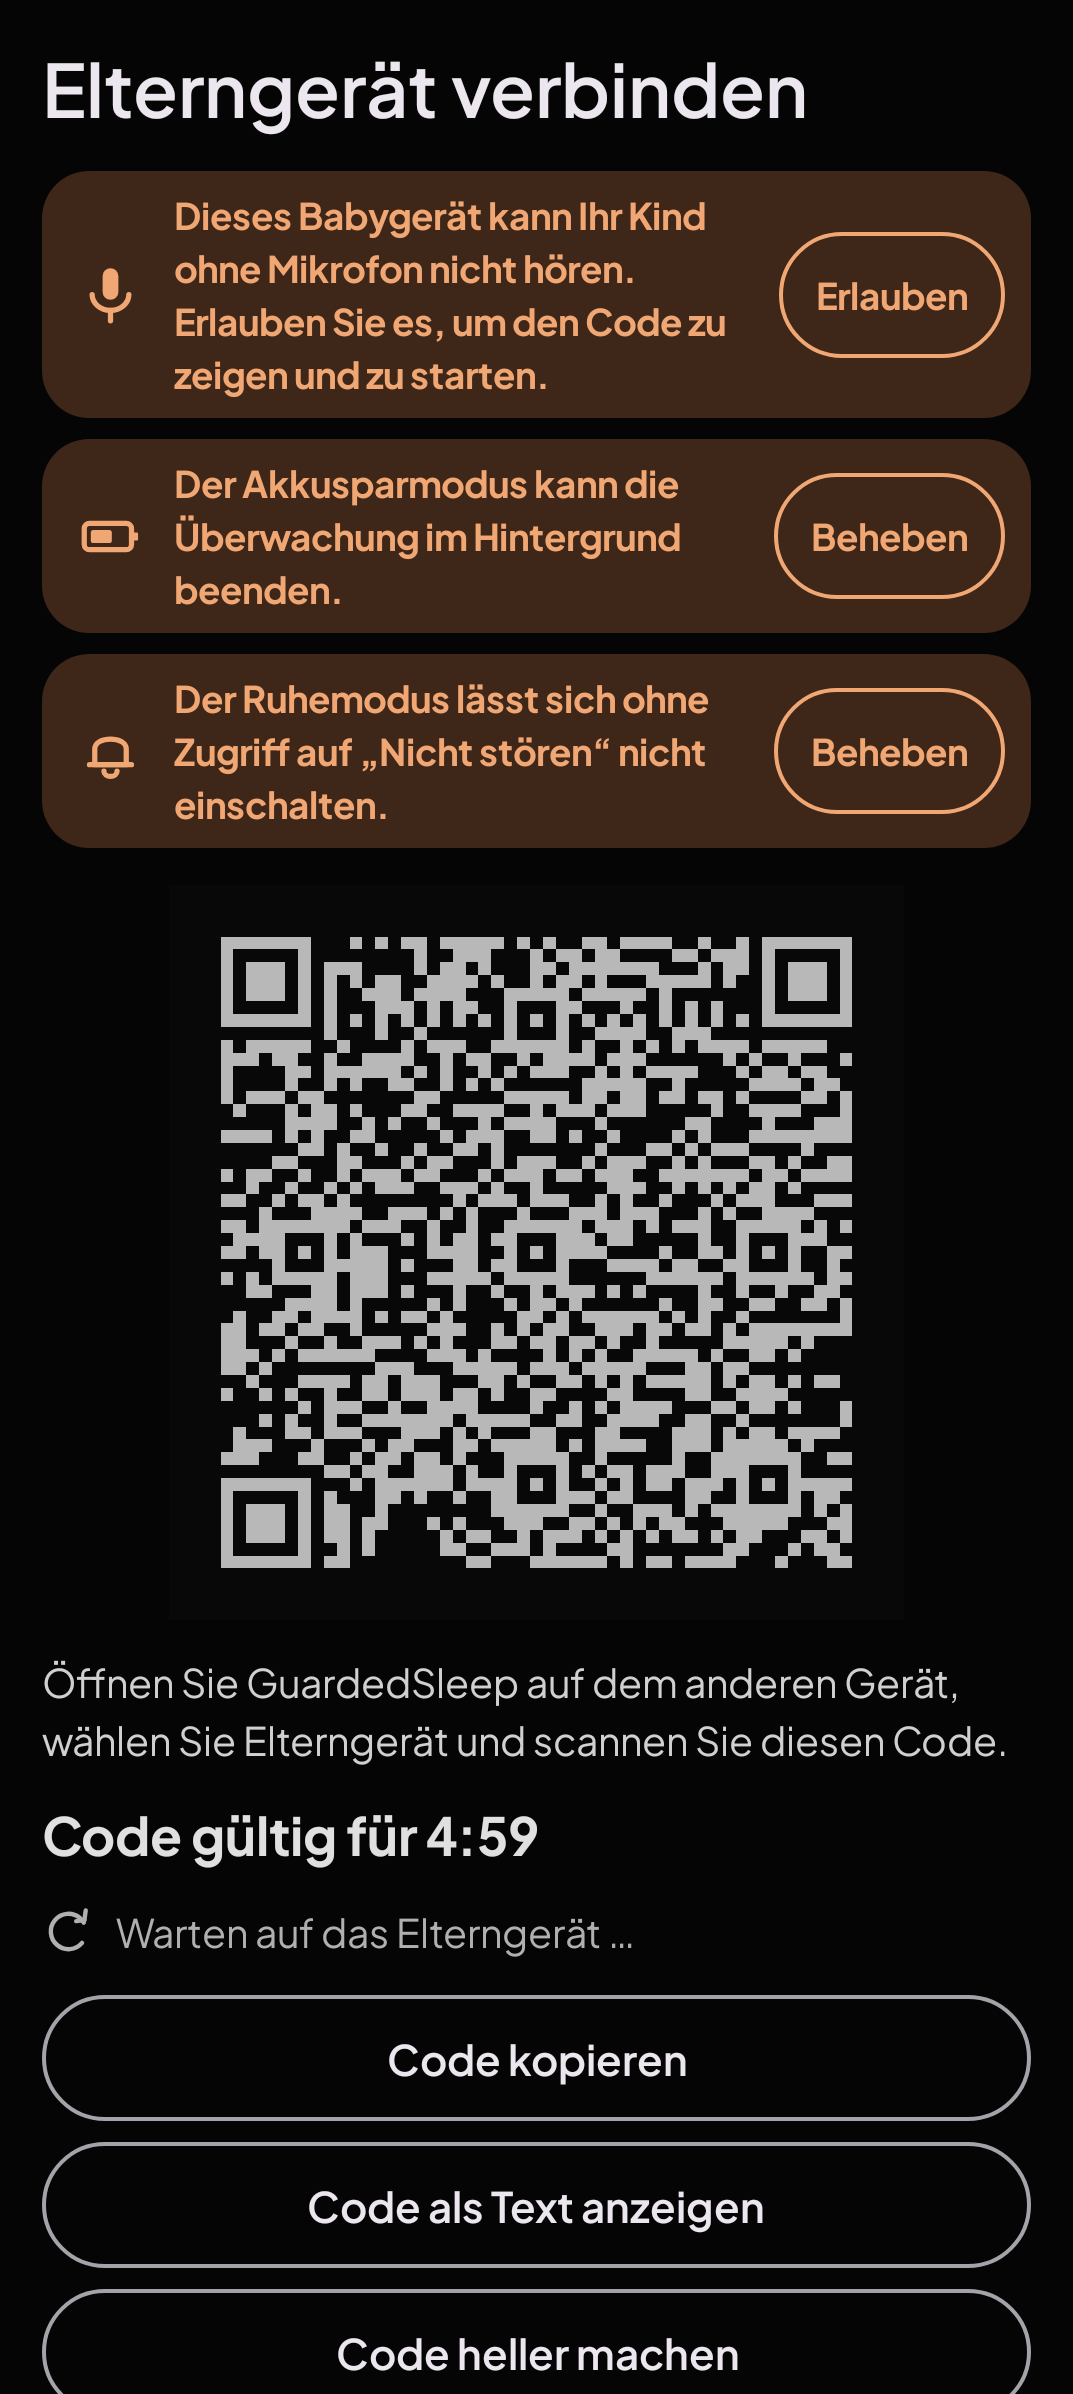 Elterngerät verbinden
Dieses Babygerät kann Ihr Kind
ohne Mikrofon nicht hören.
Erlauben Sie es, um den Code zu
zeigen und zu starten.
Erlauben
Der Akkusparmodus kann die
Überwachung im Hintergrund
beenden.
Beheben
Der Ruhemodus lässt sich ohne
Zugriff auf „Nicht stören“ nicht
einschalten.
Beheben
Öffnen Sie GuardedSleep auf dem anderen Gerät,
wählen Sie Elterngerät und scannen Sie diesen Code.
Code gültig für 4:59
Warten auf das Elterngerät ...
Code kopieren
Code als Text anzeigen
Code heller machen